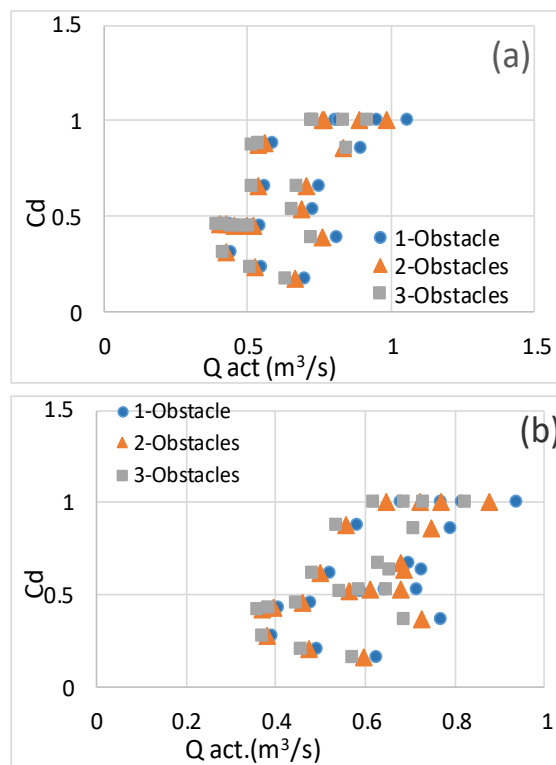 1.5
(a)
1
Cd
0.5
1-Obstacle
2-Obstacles
3-Obstacles
0
0 0.5 1 1.5
Q act (m³/s)
1.5
1-Obstacle
(b)
2-Obstacles
3-Obstacles
1
Cd
0.5
0
0 0.2 0.4 0.6 0.8 1
Q act.(m³/s)